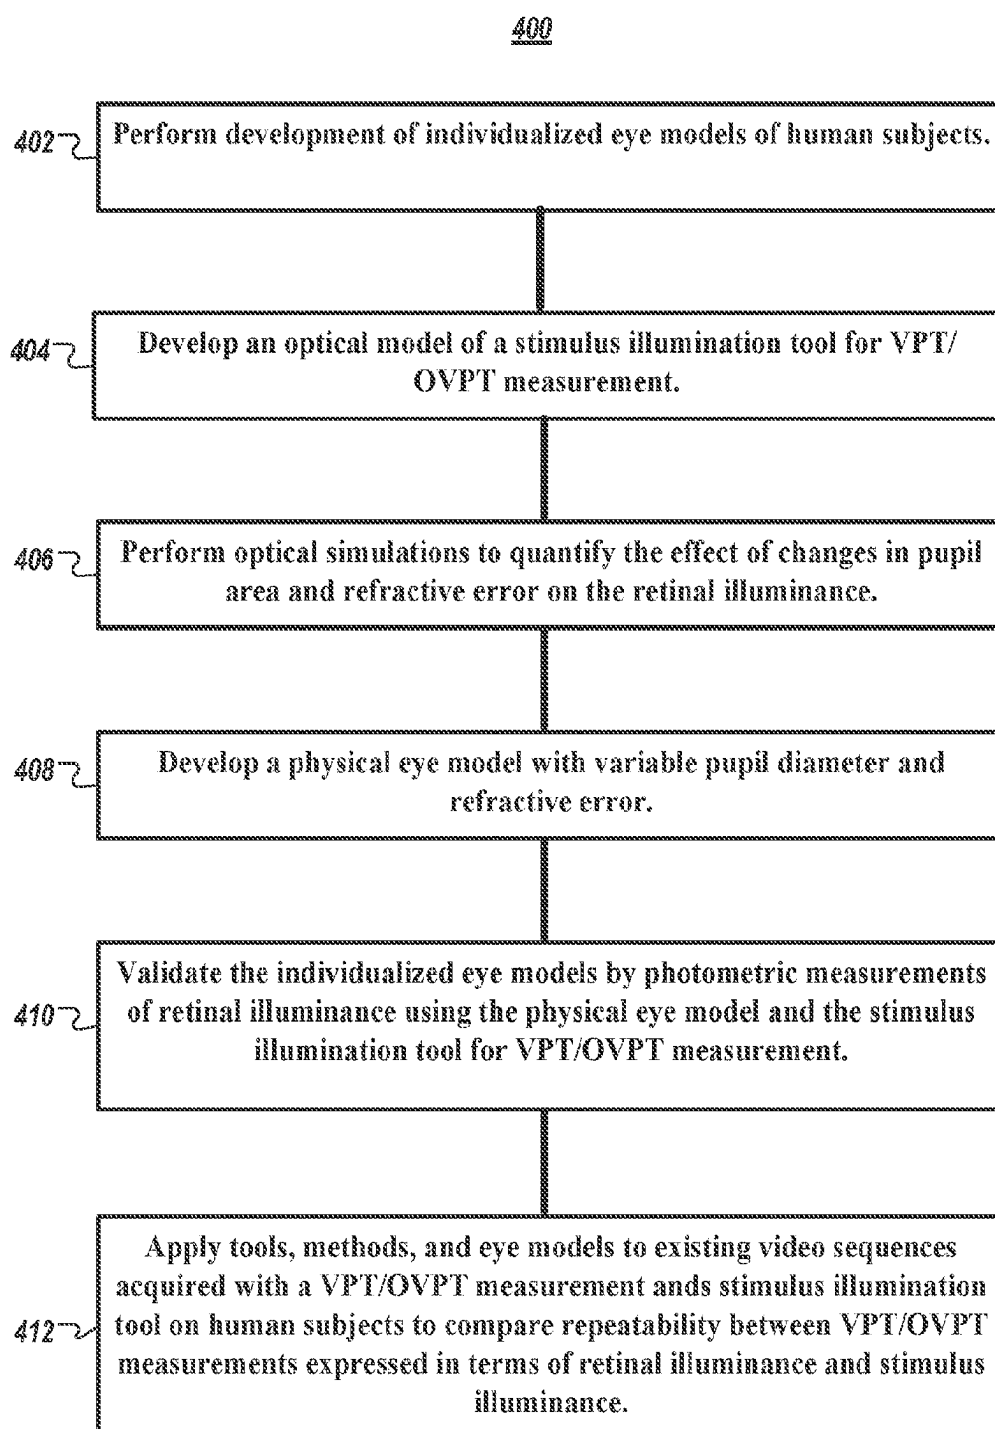 400
402
Perform development of individualized eye models of human subjects.
404
Develop an optical model of a stimulus illumination tool for VPT/
OVPT measurement.
406
Perform optical simulations to quantify the effect of changes in pupil
area and refractive error on the retinal illuminance.
408
Develop a physical eye model with variable pupil diameter and
refractive error.
410
Validate the individualized eye models by photometric measurements
of retinal illuminance using the physical eye model and the stimulus
illumination tool for VPT/OVPT measurement.
412
Apply tools, methods, and eye models to existing video sequences
acquired with a VPT/OVPT measurement ands stimulus illumination
tool on human subjects to compare repeatability between VPT/OVPT
measurements expressed in terms of retinal illuminance and stimulus
illuminance.